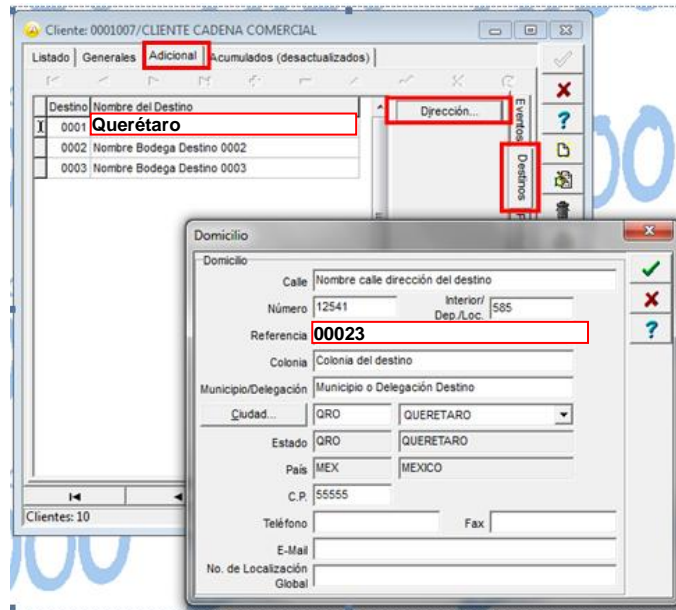 Cliente: 0001007/CLIENTE CADENA COMERCIAL
Listado Generales Adicional Acumulados (desactualizados)
Destino Nombre del Destino
0001 Querétaro
0002 Nombre Bodega Destino 0002
0003 Nombre Bodega Destino 0003
Dirección...
Eventos
Destinos
Domicilio
Domicilio
Calle Nombre calle dirección del destino
Número 12541 Interior/ Dep./Loc. 585
Referencia 00023
Colonia Colonia del destino
Municipio/Delegación Municipio o Delegación Destino
Ciudad... QRO QUERETARO
Estado QRO QUERETARO
País MEX MEXICO
C.P. 55555
Teléfono Fax
E-Mail
No. de Localización
Global
Clientes: 10